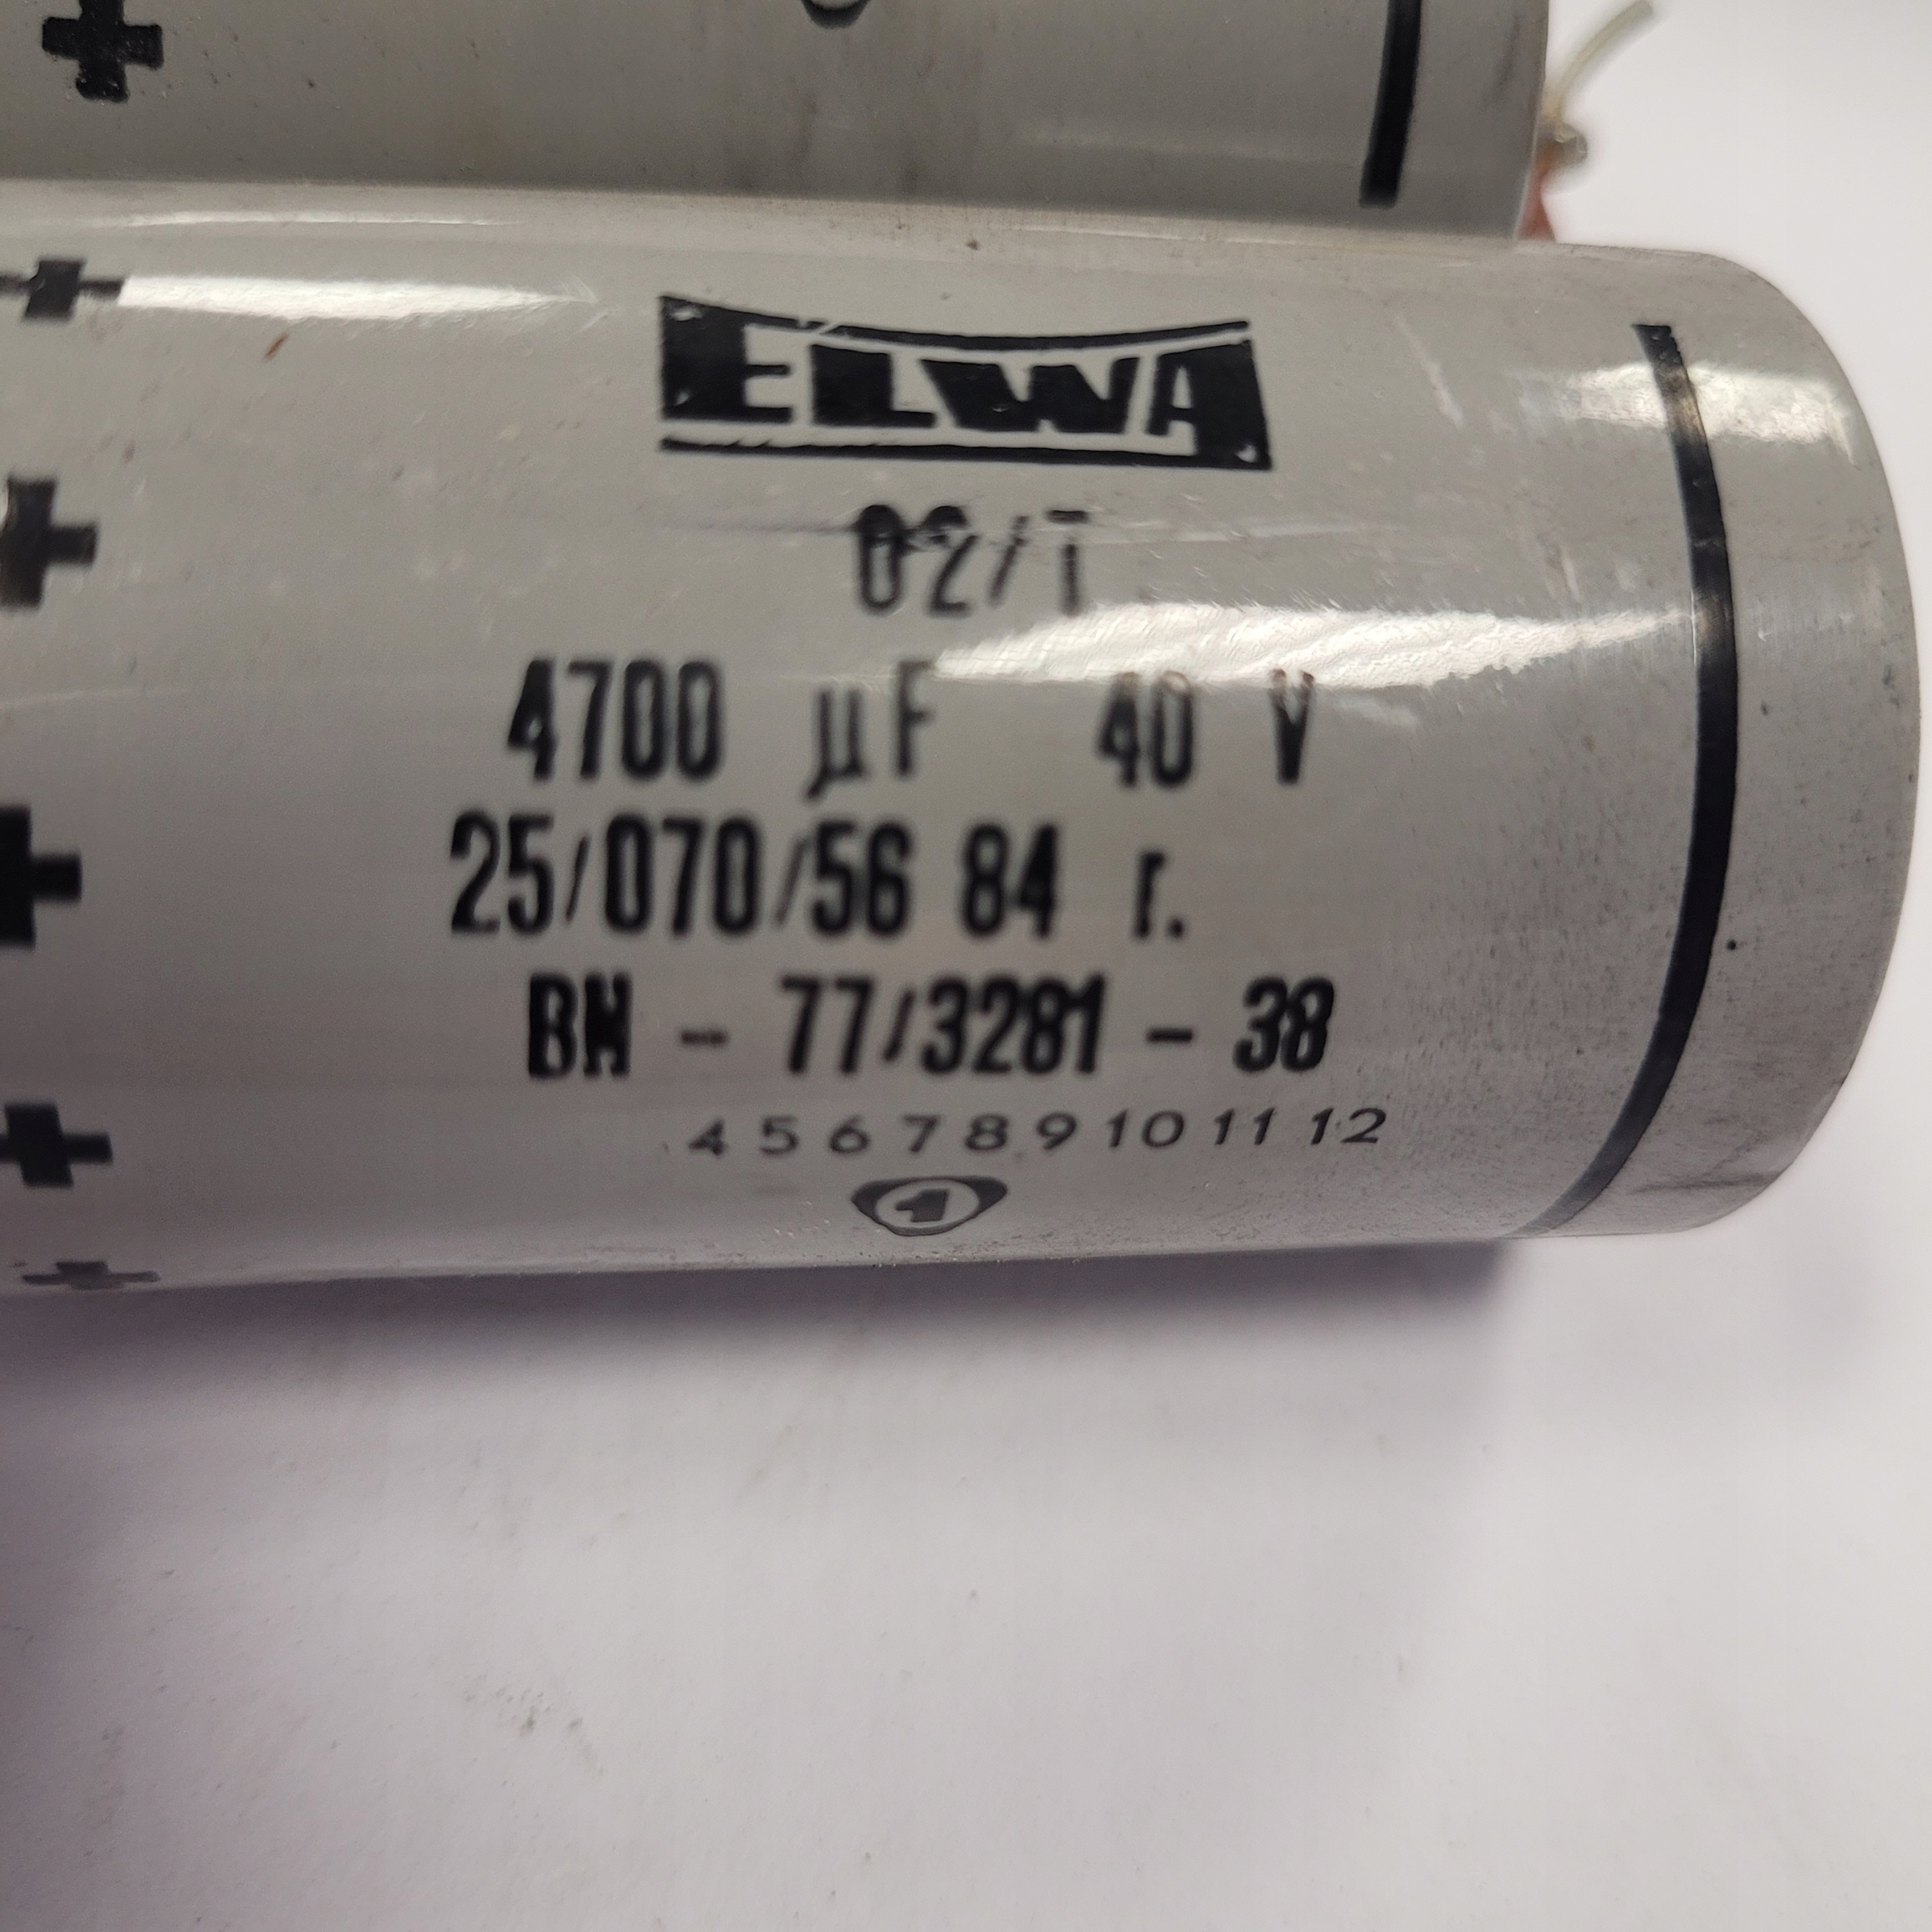 ELWA
02/T
4700 µF 40 V
25/070/56 84 r.
BN - 77/3281 - 38
4 5 6 7 8 9 10 11 12
1